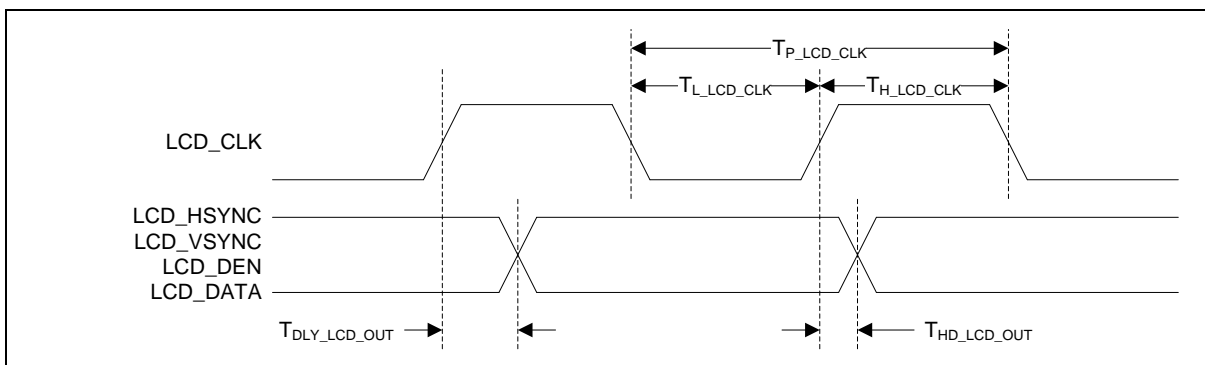 T_P_LCD_CLK
T_L_LCD_CLK
T_H_LCD_CLK
LCD_CLK
LCD_HSYNC
LCD_VSYNC
LCD_DEN
LCD_DATA
T_DLY_LCD_OUT
T_HD_LCD_OUT